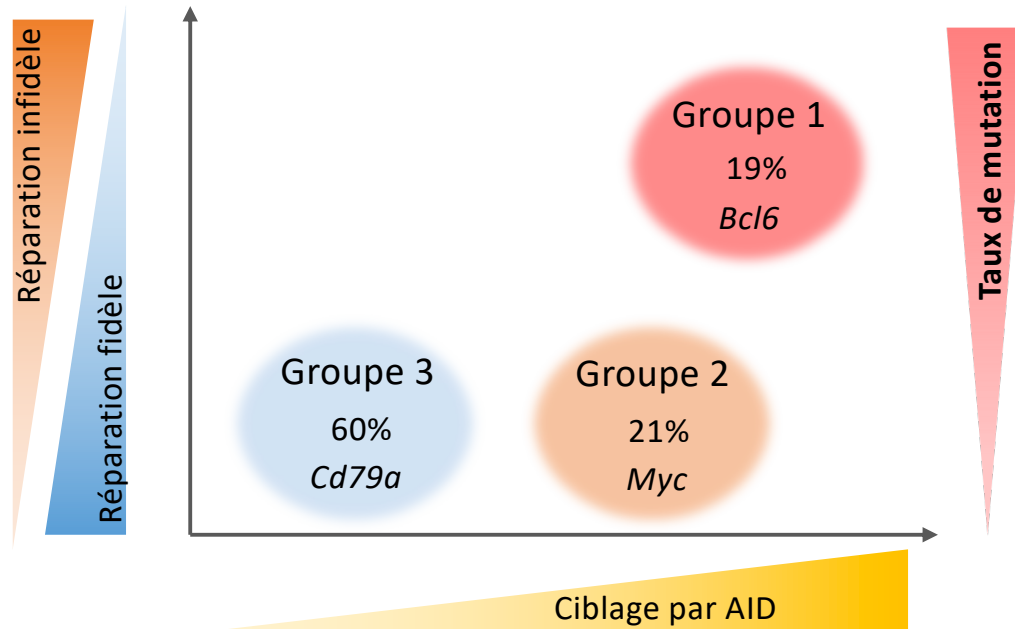 Réparation infidèle
Réparation fidèle
Groupe 1
19%
Bcl6
Groupe 3
60%
Cd79a
Groupe 2
21%
Myc
Taux de mutation
Ciblage par AID